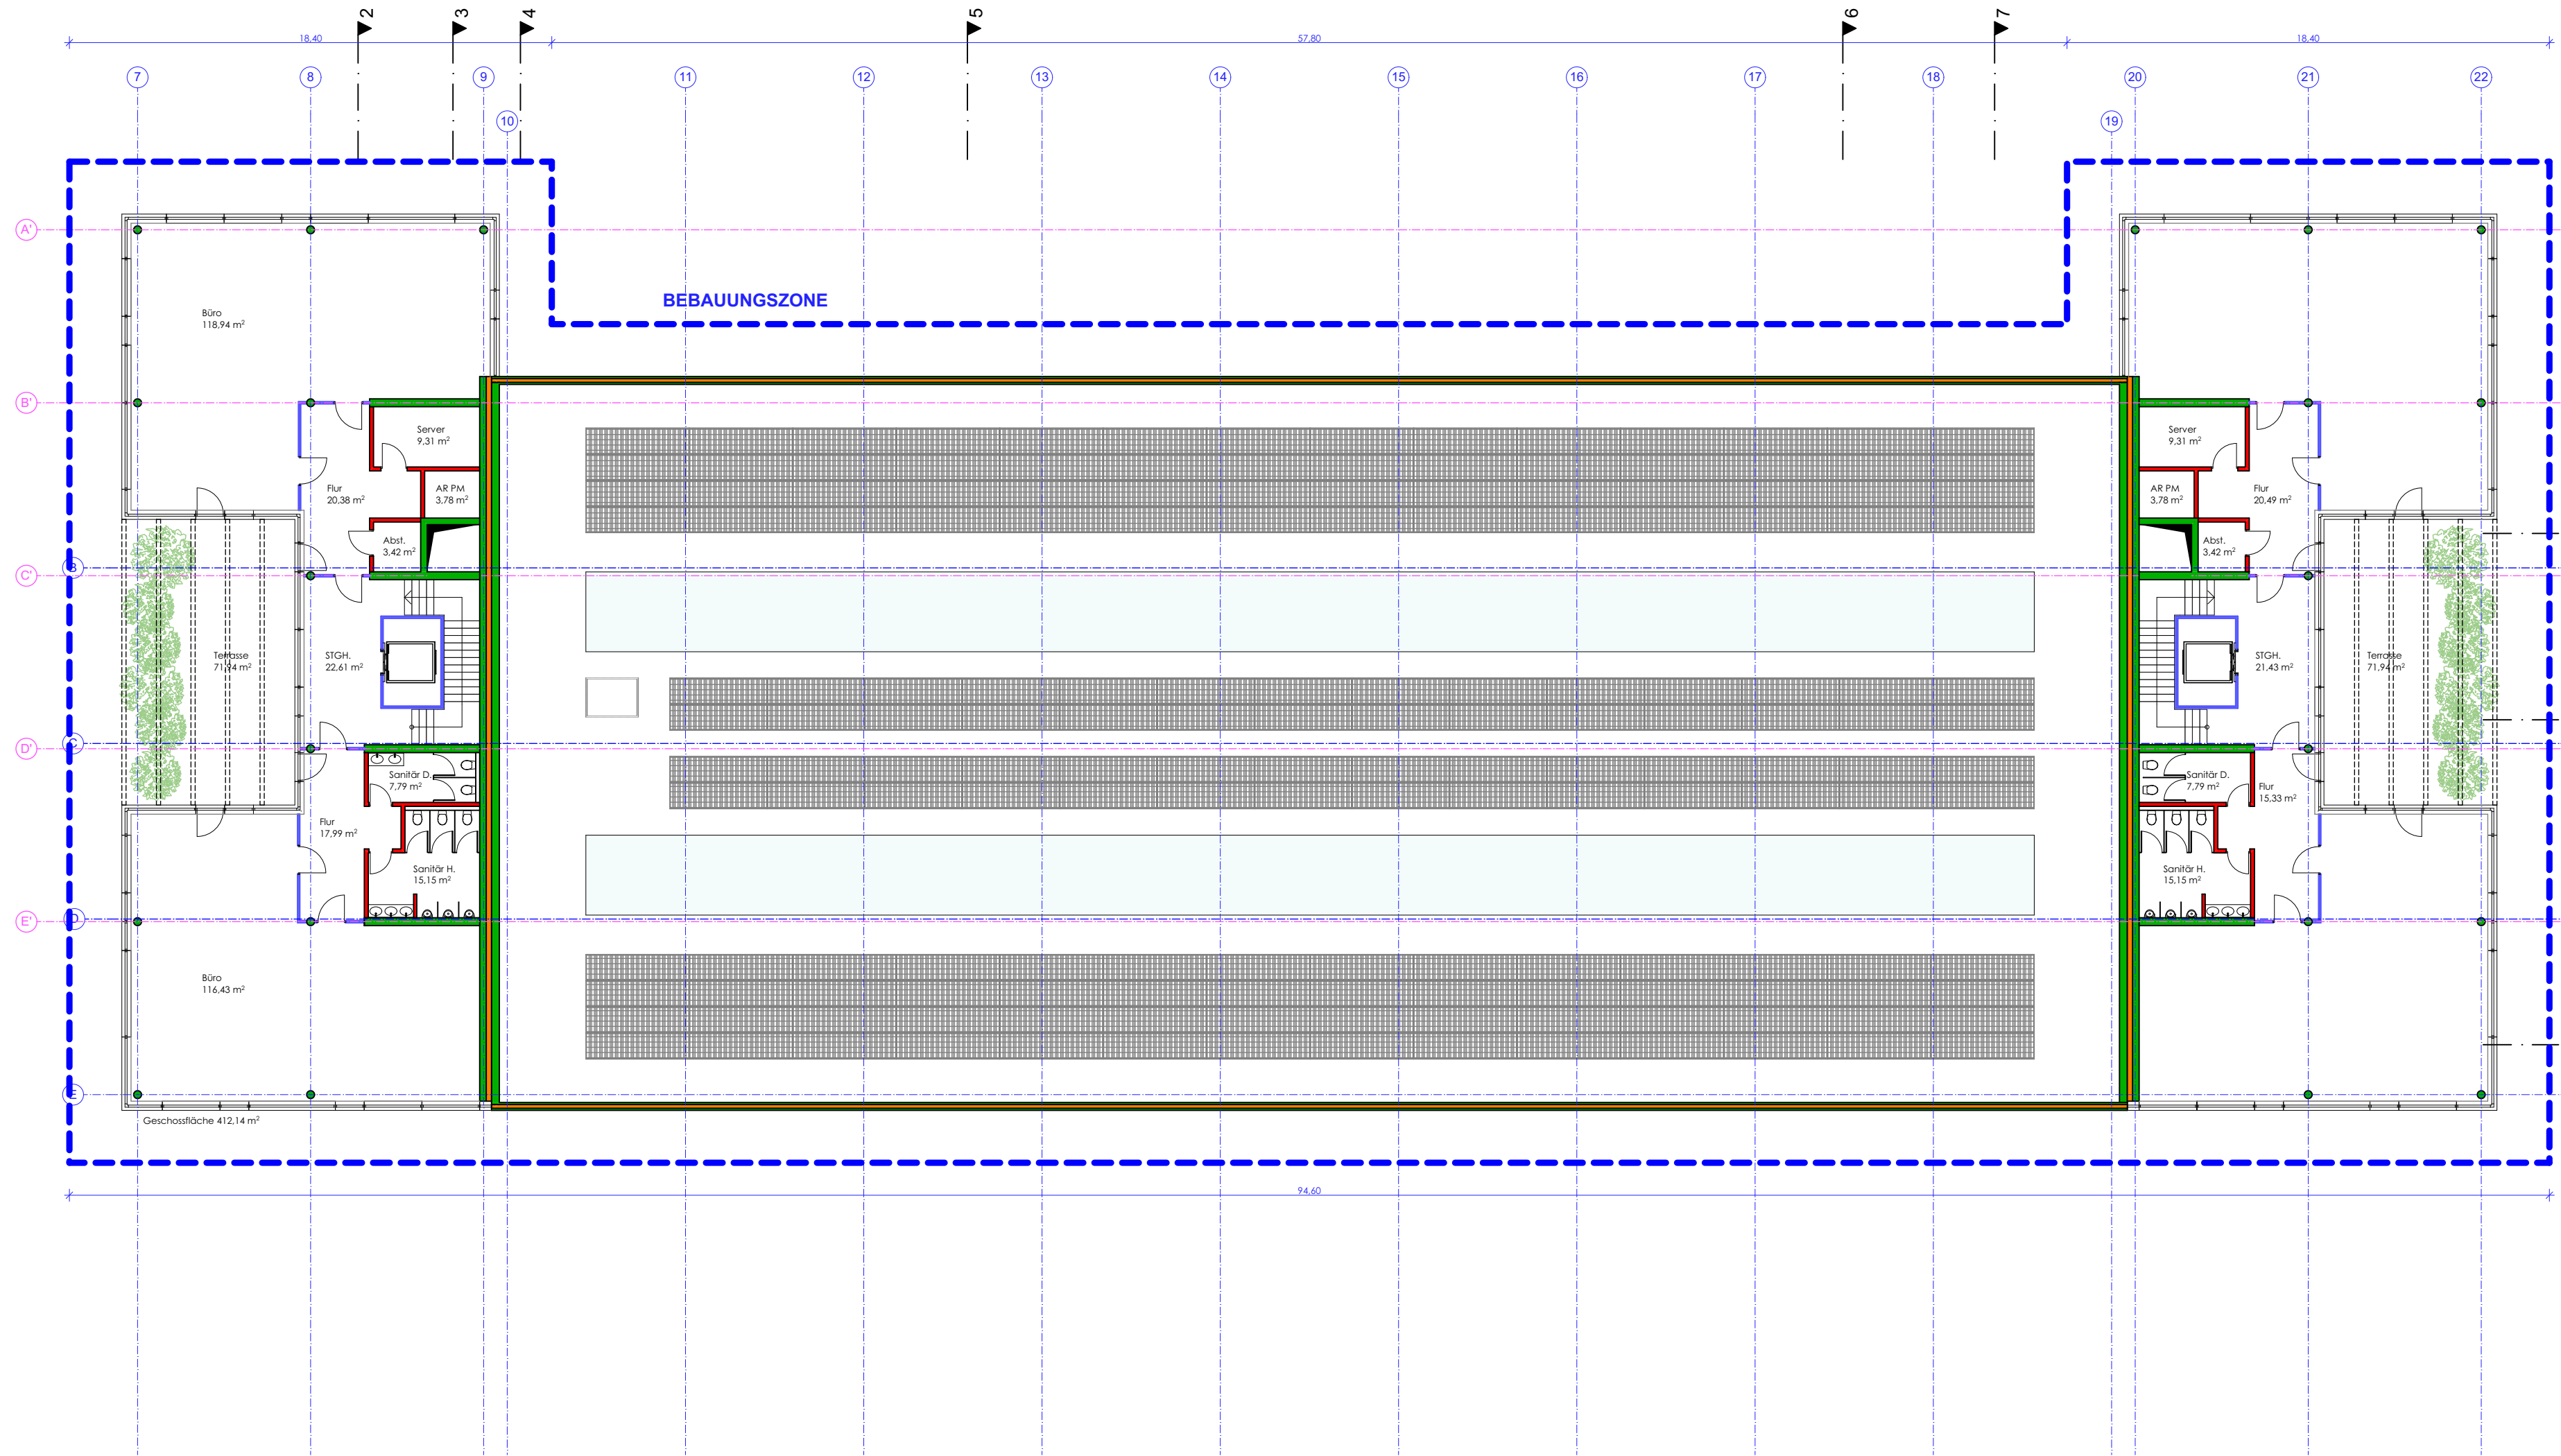 2
3
4
5
6
7
18,40
57,80
18,40
7
8
9
11
12
13
14
15
16
17
18
20
21
22
10
19
A'
BEBAUUNGSZONE
Büro
118,94 m²
B'
Server
9,31 m²
Server
9,31 m²
Flur
20,38 m²
AR PM
3,78 m²
AR PM
3,78 m²
Flur
20,49 m²
Abst.
3,42 m²
Abst.
3,42 m²
B
C'
Terrasse
71,94 m²
STGH.
22,61 m²
STGH.
21,43 m²
Terrasse
71,94 m²
C
D'
Sanitär D.
7,79 m²
Sanitär D.
7,79 m²
Flur
17,99 m²
Flur
15,33 m²
Sanitär H.
15,15 m²
Sanitär H.
15,15 m²
D
E'
Büro
116,43 m²
E
Geschossfläche 412,14 m²
94,60